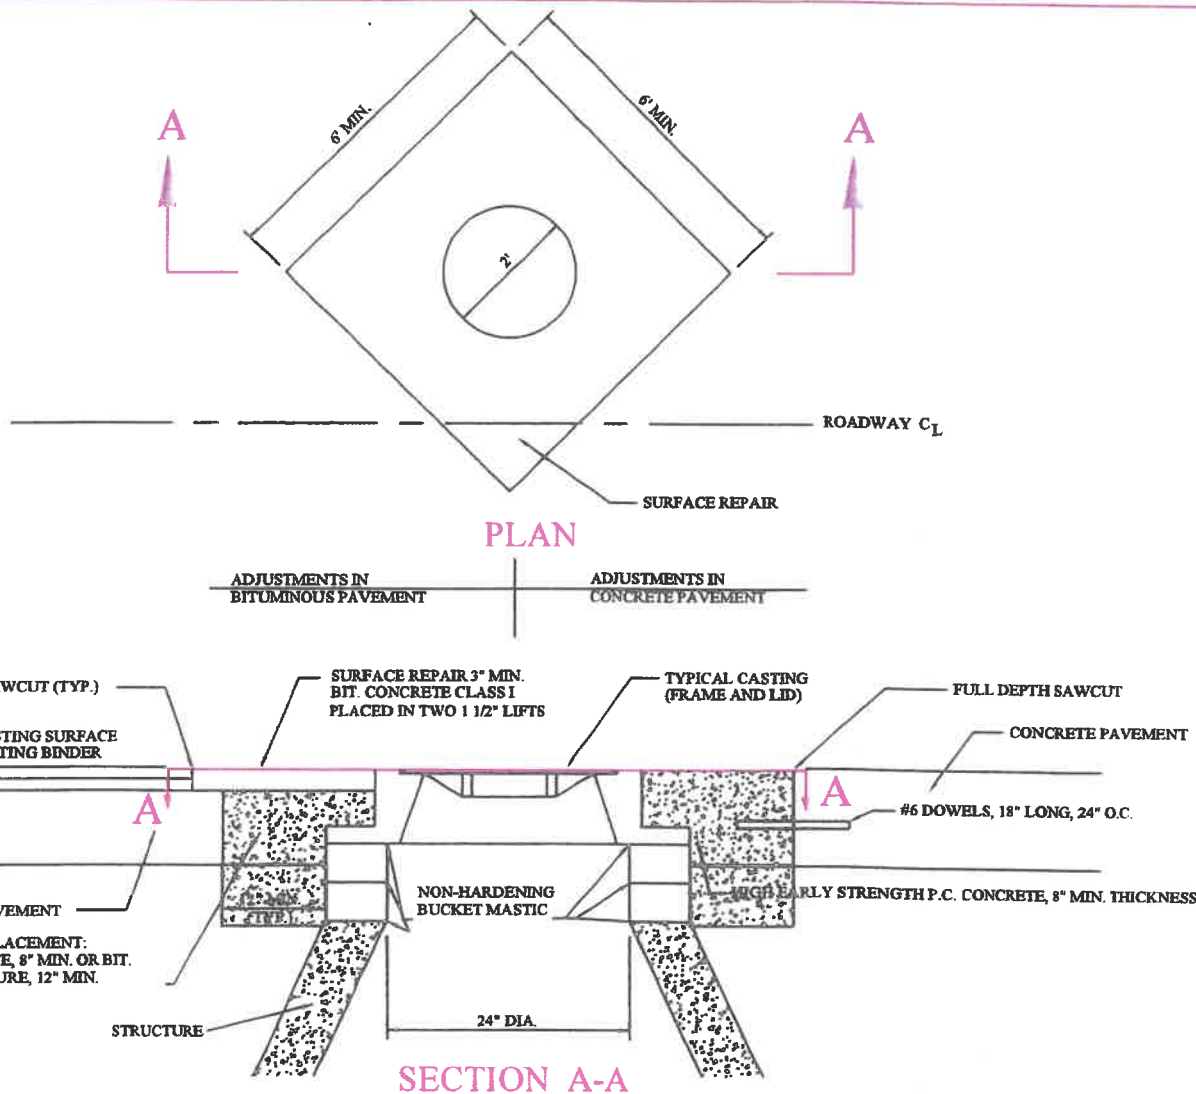 6' MIN.
6' MIN.
A
A
2'
ROADWAY CL
SURFACE REPAIR
PLAN
ADJUSTMENTS IN
BITUMINOUS PAVEMENT
ADJUSTMENTS IN
CONCRETE PAVEMENT
WCUT (TYP.)
SURFACE REPAIR 3" MIN.
BIT. CONCRETE CLASS I
PLACED IN TWO 1 1/2" LIFTS
TYPICAL CASTING
(FRAME AND LID)
FULL DEPTH SAWCUT
STING SURFACE
TING BINDER
CONCRETE PAVEMENT
A
A
#6 DOWELS, 18" LONG, 24" O.C.
12" MIN.
(TYP.)
NON-HARDENING
BUCKET MASTIC
HIGH EARLY STRENGTH P.C. CONCRETE, 8" MIN. THICKNESS
VEMENT
LACEMENT:
TE, 8" MIN. OR BIT.
URE, 12" MIN.
STRUCTURE
24" DIA.
SECTION A-A